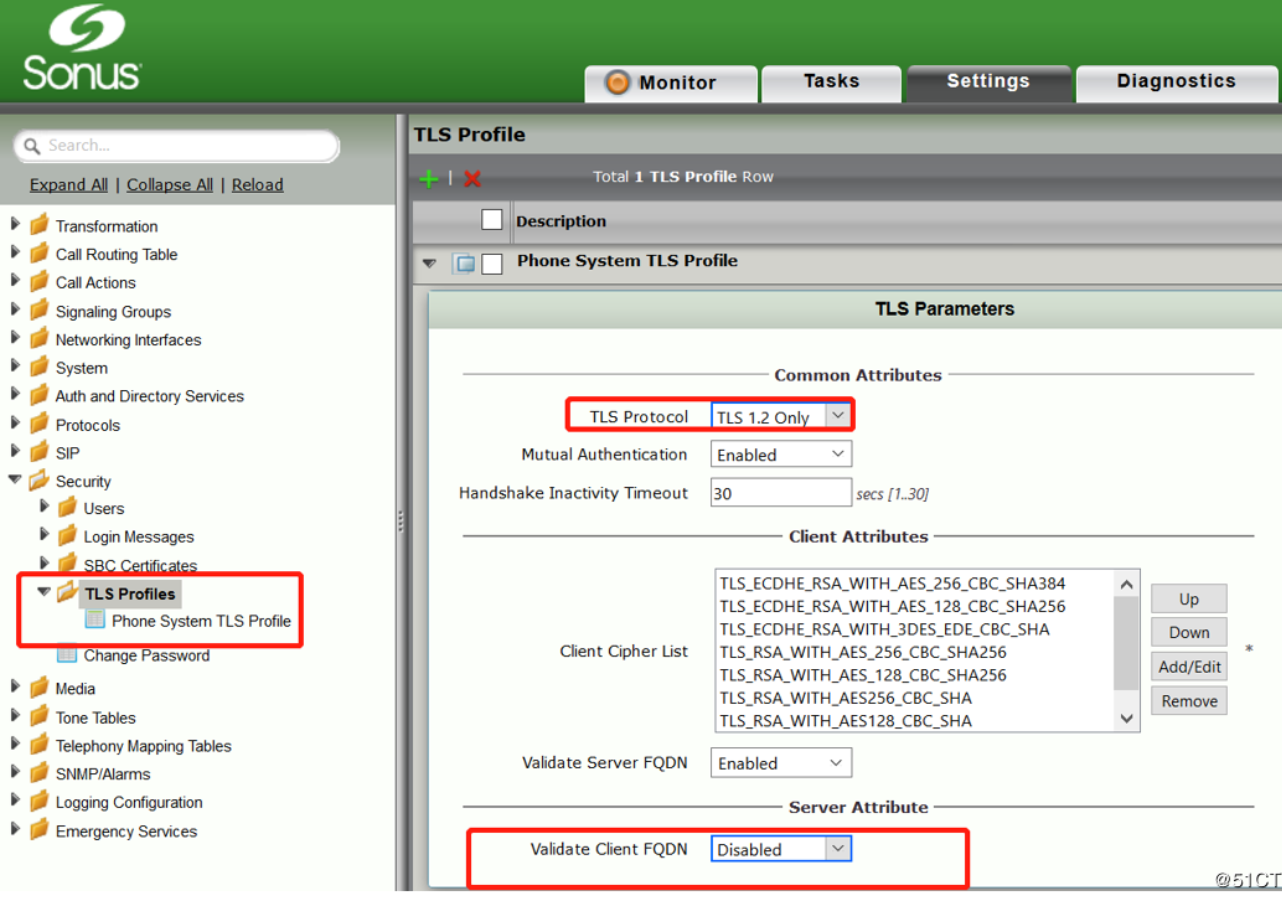 Sonus
Monitor
Tasks
Settings
Diagnostics
Search...
Expand All | Collapse All | Reload
Transformation
Call Routing Table
Call Actions
Signaling Groups
Networking Interfaces
System
Auth and Directory Services
Protocols
SIP
Security
Users
Login Messages
SBC Certificates
TLS Profiles
Phone System TLS Profile
Change Password
Media
Tone Tables
Telephony Mapping Tables
SNMP/Alarms
Logging Configuration
Emergency Services
TLS Profile
Total 1 TLS Profile Row
Description
Phone System TLS Profile
TLS Parameters
Common Attributes
TLS Protocol TLS 1.2 Only
Mutual Authentication Enabled
Handshake Inactivity Timeout 30 secs [1..30]
Client Attributes
Client Cipher List
TLS_ECDHE_RSA_WITH_AES_256_CBC_SHA384
TLS_ECDHE_RSA_WITH_AES_128_CBC_SHA256
TLS_ECDHE_RSA_WITH_3DES_EDE_CBC_SHA
TLS_RSA_WITH_AES_256_CBC_SHA256
TLS_RSA_WITH_AES_128_CBC_SHA256
TLS_RSA_WITH_AES256_CBC_SHA
TLS_RSA_WITH_AES128_CBC_SHA
Up
Down
Add/Edit
Remove
*
Validate Server FQDN Enabled
Server Attribute
Validate Client FQDN Disabled
@51CT